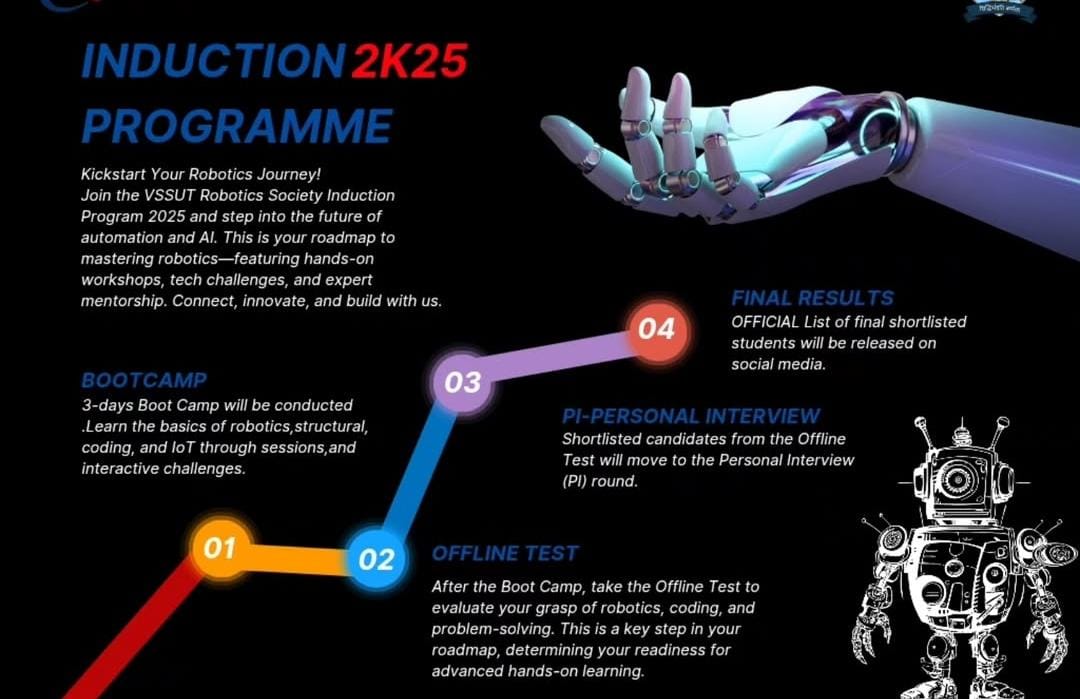 INDUCTION 2K25
PROGRAMME
Kickstart Your Robotics Journey!
Join the VSSUT Robotics Society Induction
Program 2025 and step into the future of
automation and AI. This is your roadmap to
mastering robotics—featuring hands-on
workshops, tech challenges, and expert
mentorship. Connect, innovate, and build with us.
04
FINAL RESULTS
OFFICIAL List of final shortlisted
students will be released on
social media.
03
BOOTCAMP
3-days Boot Camp will be conducted
.Learn the basics of robotics,structural,
coding, and IoT through sessions,and
interactive challenges.
PI-PERSONAL INTERVIEW
Shortlisted candidates from the Offline
Test will move to the Personal Interview
(PI) round.
01
02
OFFLINE TEST
After the Boot Camp, take the Offline Test to
evaluate your grasp of robotics, coding, and
problem-solving. This is a key step in your
roadmap, determining your readiness for
advanced hands-on learning.